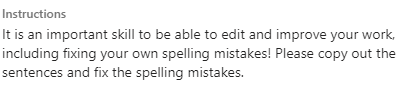 Instructions
It is an important skill to be able to edit and improve your work,
including fixing your own spelling mistakes! Please copy out the
sentences and fix the spelling mistakes.